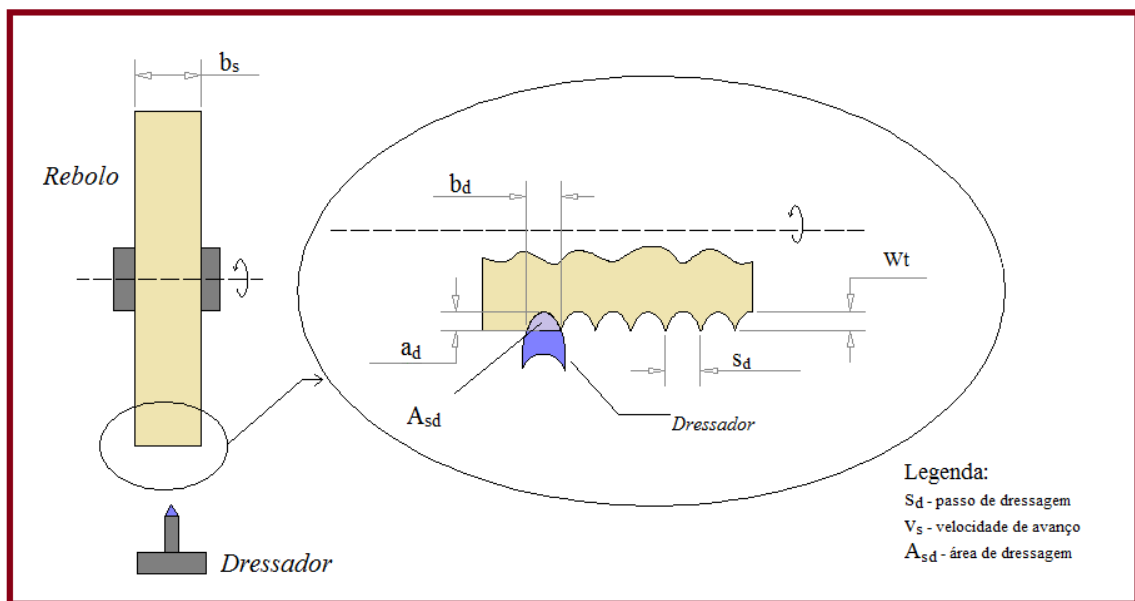 bs
Rebolo
bd
Wt
ad
sd
Asd
Dressador
Legenda:
Sd - passo de dressagem
Vs - velocidade de avanço
Asd - área de dressagem
Dressador